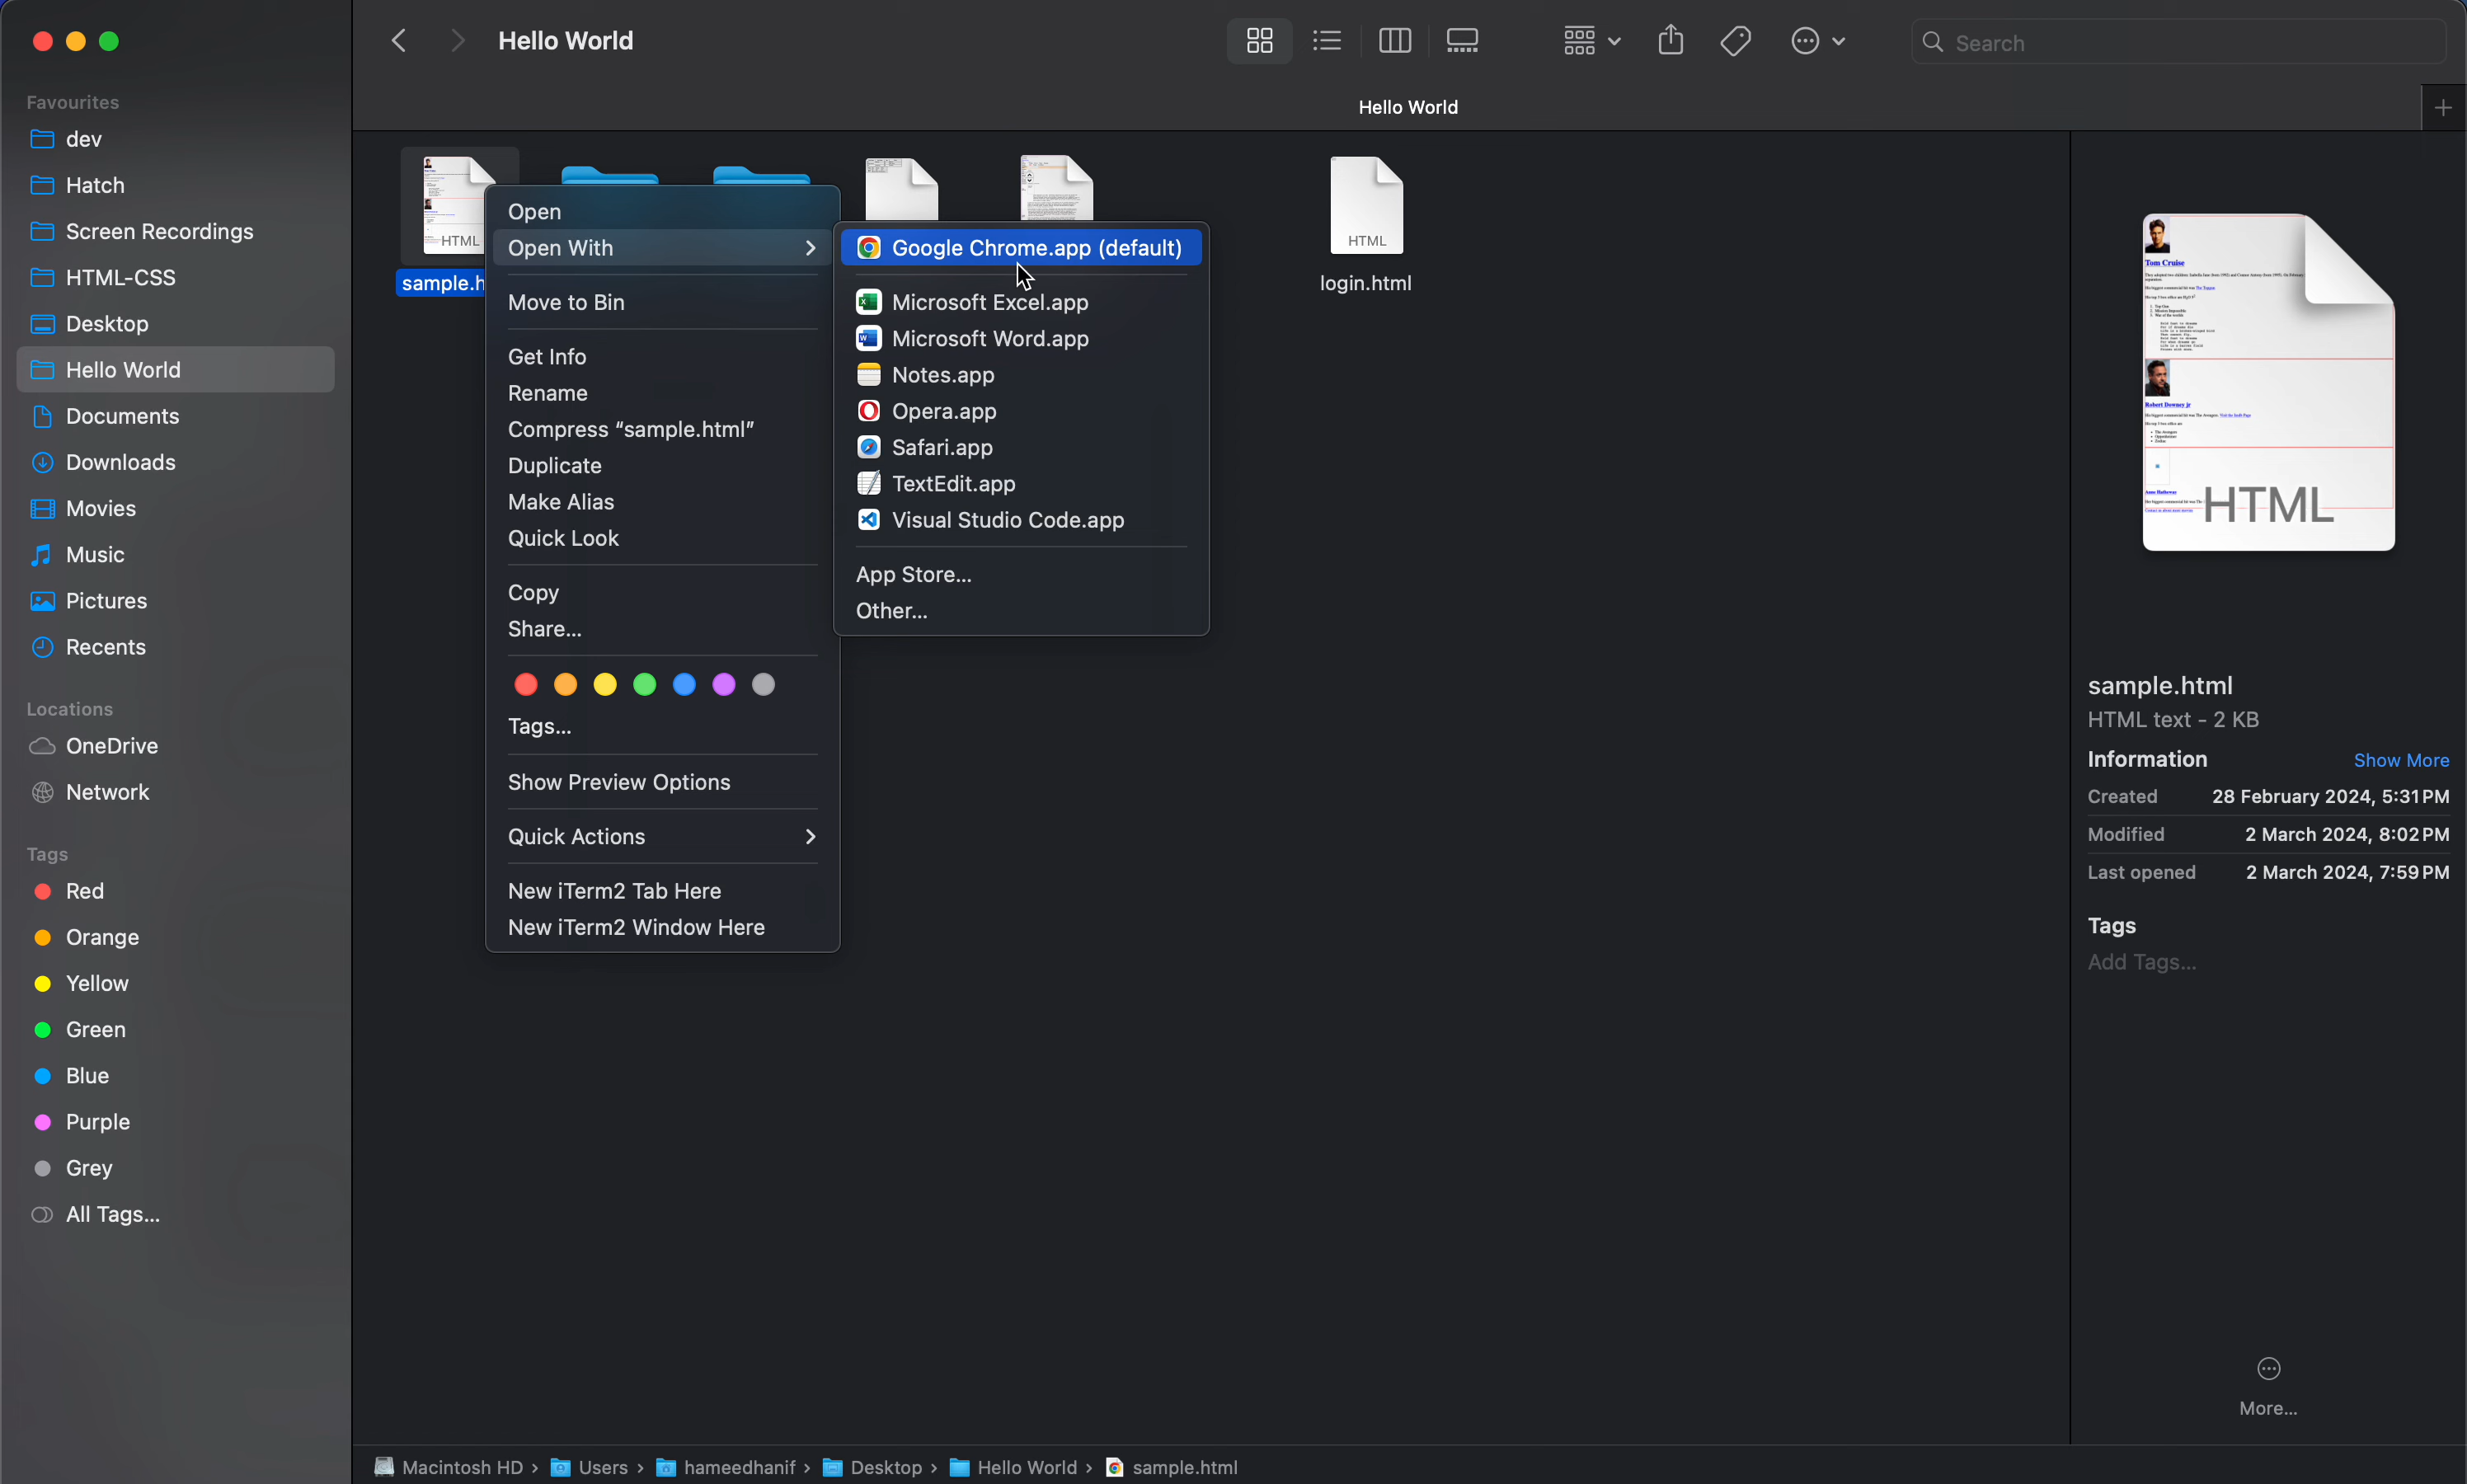 Hello World
Search
Hello World
Favourites
dev
Hatch
Screen Recordings
HTML-CSS
Desktop
Hello World
Documents
Downloads
Movies
Music
Pictures
Recents
Locations
OneDrive
Network
Tags
Red
Orange
Yellow
Green
Blue
Purple
Grey
All Tags...
HTML
sample.h
HTML
login.html
Open
Open With
Move to Bin
Get Info
Rename
Compress “sample.html”
Duplicate
Make Alias
Quick Look
Copy
Share...
Tags...
Show Preview Options
Quick Actions
New iTerm2 Tab Here
New iTerm2 Window Here
Google Chrome.app (default)
Microsoft Excel.app
Microsoft Word.app
Notes.app
Opera.app
Safari.app
TextEdit.app
Visual Studio Code.app
App Store...
Other...
Tom Cruise
Robert Downey jr
HTML
sample.html
HTML text - 2 KB
Information Show More
Created 28 February 2024, 5:31 PM
Modified 2 March 2024, 8:02 PM
Last opened 2 March 2024, 7:59 PM
Tags
Add Tags...
More...
Macintosh HD › Users › hameedhanif › Desktop › Hello World › sample.html